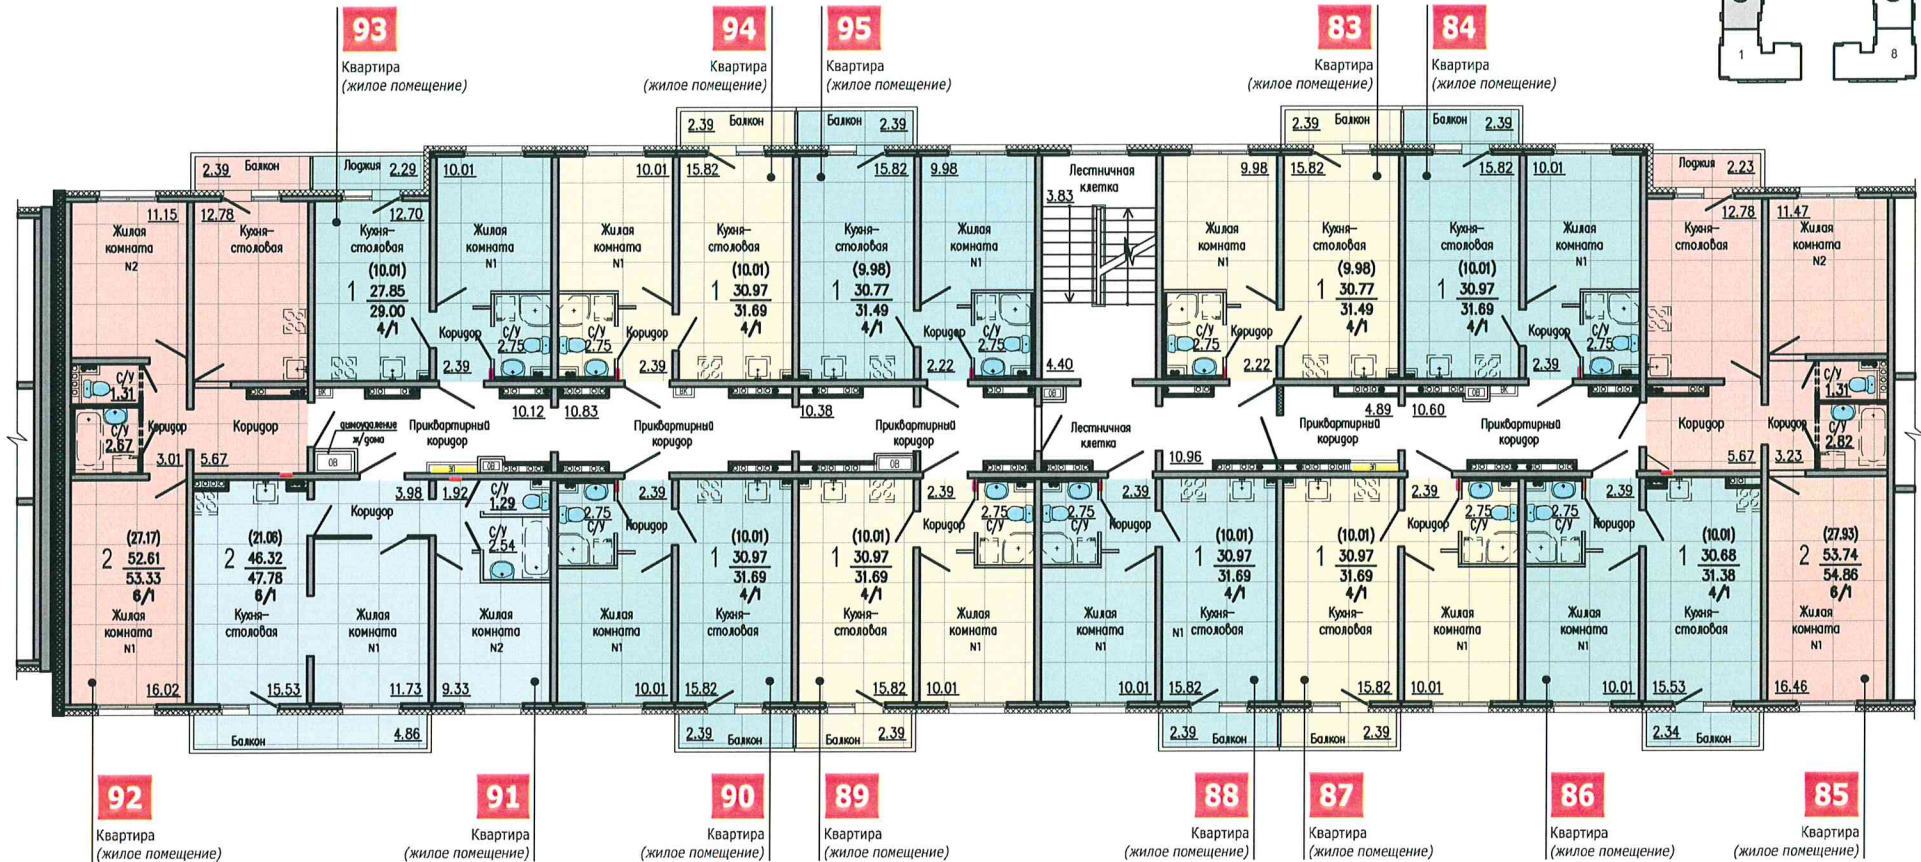 93
Квартира
(жилое помещение)
94
Квартира
(жилое помещение)
95
Квартира
(жилое помещение)
83
Квартира
(жилое помещение)
84
Квартира
(жилое помещение)
1
8
2.39 Балкон
Лоджия 2.29
2.39 Балкон
Балкон 2.39
2.39 Балкон
Балкон 2.39
Лоджия 2.23
11.15
Жилая
комната
N2
12.78
Кухня-
столовая
12.70
Кухня-
столовая
(10.01)
1 27.85
29.00
4/1
10.01
Жилая
комната
N1
Коридор
2.39
С/У
2.75
10.01
Жилая
комната
N1
С/У
2.75
Коридор
2.39
15.82
Кухня-
столовая
(10.01)
1 30.97
31.69
4/1
15.82
Кухня-
столовая
(9.98)
1 30.77
31.49
4/1
9.98
Жилая
комната
N1
Коридор
2.22
С/У
2.75
Лестничная
клетка
3.83
4.40
9.98
Жилая
комната
N1
С/У
2.75
Коридор
2.22
15.82
Кухня-
столовая
(9.98)
1 30.77
31.49
4/1
15.82
Кухня-
столовая
(10.01)
1 30.97
31.69
4/1
10.01
Жилая
комната
N1
Коридор
2.39
С/У
2.75
12.78
Кухня-
столовая
11.47
Жилая
комната
N2
С/У
1.31
С/У
2.67
Коридор
3.01
Коридор
5.67
дымоудаление
ж/дома
ОВ
Приквартирный
коридор
10.12
ЭП
ОВ
ВК
10.83
Приквартирный
коридор
10.38
Приквартирный
коридор
ОВ
ОВ
Лестничная
клетка
10.96
Приквартирный
коридор
4.89
ВК
ЭП
10.60
ОВ
ВК
Приквартирный
коридор
Коридор
5.67
Коридор
3.23
С/У
1.31
С/У
2.82
(27.17)
2 52.61
53.33
6/1
Жилая
комната
N1
16.02
(21.06)
2 46.32
47.78
6/1
Кухня-
столовая
15.53
3.98
Коридор
Жилая
комната
N1
11.73
1.92
С/У
1.29
С/У
2.54
Жилая
комната
N2
9.33
2.75
С/У
2.39
Коридор
Жилая
комната
N1
10.01
(10.01)
1 30.97
31.69
4/1
Кухня-
столовая
15.82
(10.01)
1 30.97
31.69
4/1
Кухня-
столовая
15.82
2.39
Коридор
2.75
С/У
Жилая
комната
N1
10.01
2.75
С/У
2.39
Коридор
Жилая
комната
N1
10.01
(10.01)
1 30.97
31.69
4/1
Кухня-
N1 столовая
15.82
(10.01)
1 30.97
31.69
4/1
Кухня-
столовая
15.82
2.39
Коридор
2.75
С/У
Жилая
комната
N1
10.01
2.75
С/У
2.39
Коридор
Жилая
комната
N1
10.01
(10.01)
1 30.68
31.38
4/1
Кухня-
столовая
15.53
(27.93)
2 53.74
54.86
6/1
Жилая
комната
N1
16.46
Балкон 4.86
2.39 Балкон
Балкон 2.39
2.39 Балкон
Балкон 2.39
2.34 Балкон
92
Квартира
(жилое помещение)
91
Квартира
(жилое помещение)
90
Квартира
(жилое помещение)
89
Квартира
(жилое помещение)
88
Квартира
(жилое помещение)
87
Квартира
(жилое помещение)
86
Квартира
(жилое помещение)
85
Квартира
(жилое помещение)